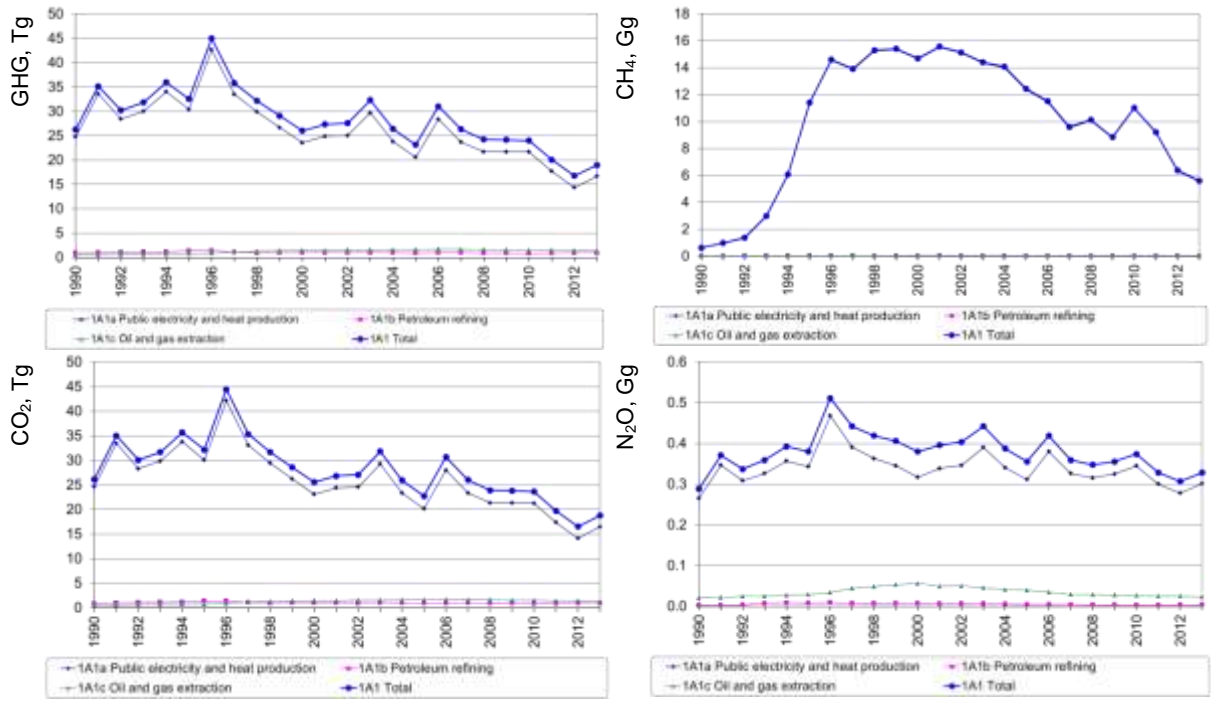 GHG, Tg
50
45
40
35
30
25
20
15
10
5
0
1990 1992 1994 1996 1998 2000 2002 2004 2006 2008 2010 2012
1A1a Public electricity and heat production 1A1b Petroleum refining
1A1c Oil and gas extraction 1A1 Total
CH₄, Gg
18
16
14
12
10
8
6
4
2
0
1990 1992 1994 1996 1998 2000 2002 2004 2006 2008 2010 2012
1A1a Public electricity and heat production 1A1b Petroleum refining
1A1c Oil and gas extraction 1A1 Total
CO₂, Tg
50
45
40
35
30
25
20
15
10
5
0
1990 1992 1994 1996 1998 2000 2002 2004 2006 2008 2010 2012
1A1a Public electricity and heat production 1A1b Petroleum refining
1A1c Oil and gas extraction 1A1 Total
N₂O, Gg
0.6
0.5
0.4
0.3
0.2
0.1
0.0
1990 1992 1994 1996 1998 2000 2002 2004 2006 2008 2010 2012
1A1a Public electricity and heat production 1A1b Petroleum refining
1A1c Oil and gas extraction 1A1 Total